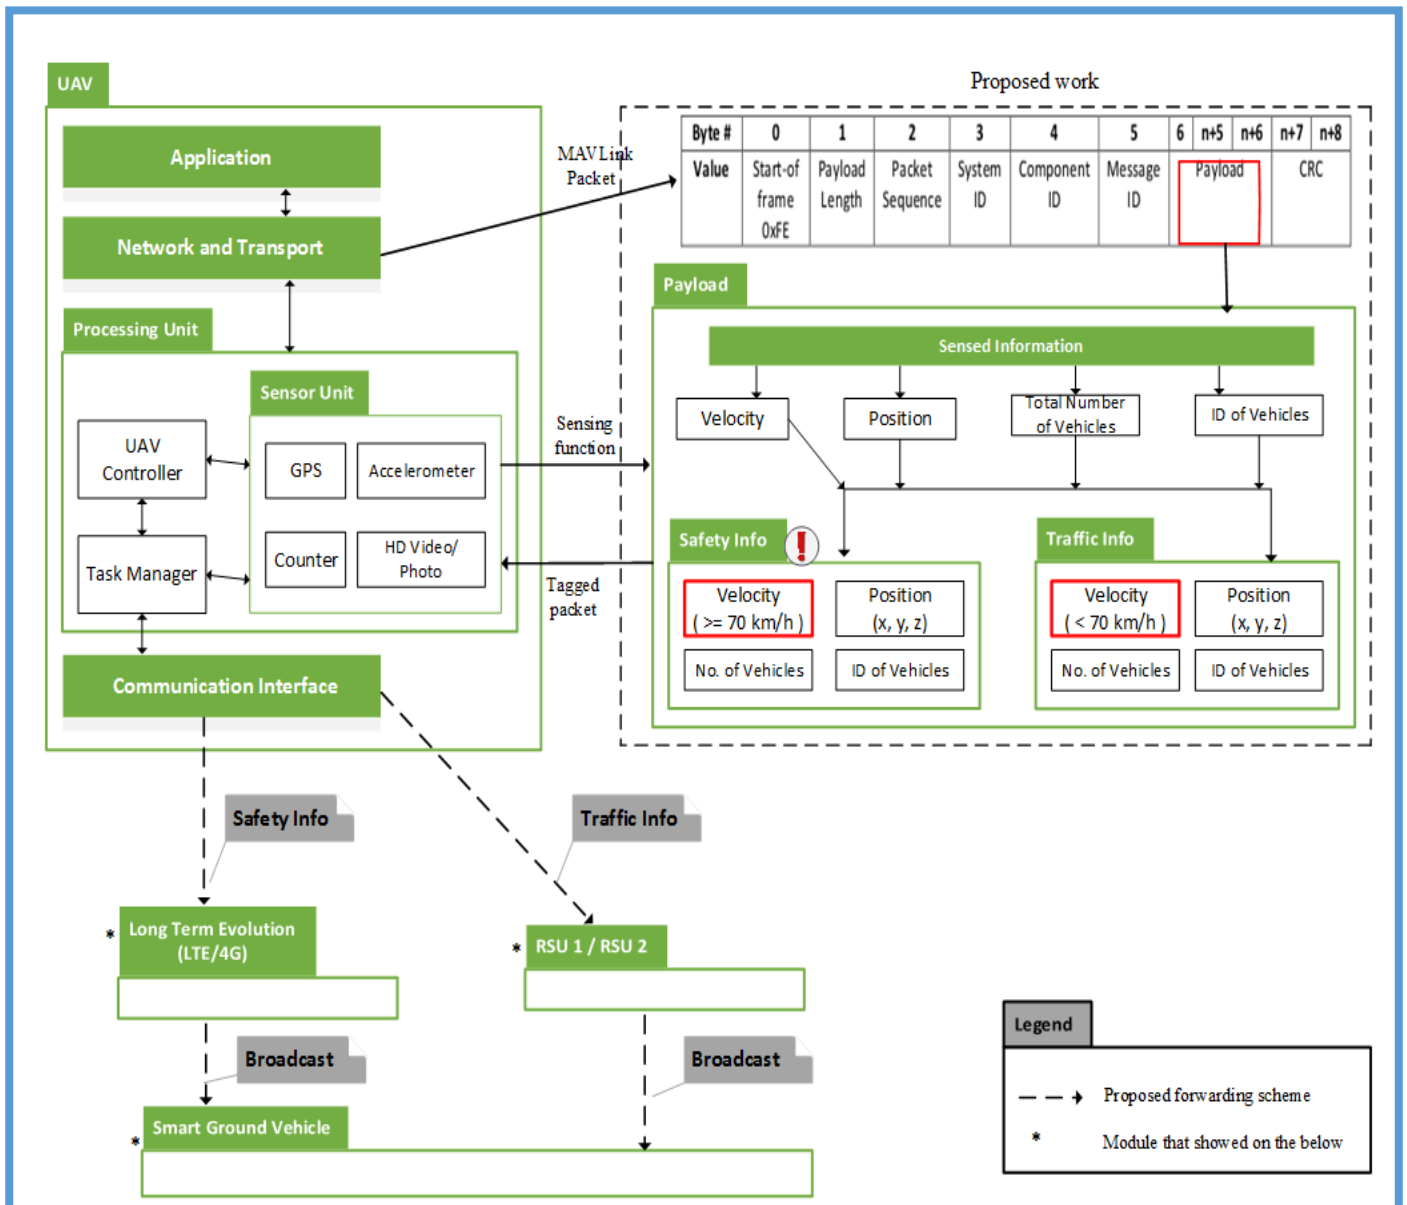 Proposed work
UAV
Application
Network and Transport
MAVLink
Packet
Byte # 0 1 2 3 4 5 6 n+5 n+6 n+7 n+8
Value Start-of Payload Packet System Component Message Payload CRC
frame Length Sequence ID ID ID
0xFE
Processing Unit
Sensor Unit
UAV
Controller
Task Manager
GPS
Accelerometer
Counter
HD Video/
Photo
Communication Interface
Sensing
function
Tagged
packet
Payload
Sensed Information
Velocity
Position
Total Number
of Vehicles
ID of Vehicles
Safety Info
!
Velocity
( >= 70 km/h )
Position
(x, y, z)
No. of Vehicles
ID of Vehicles
Traffic Info
Velocity
( < 70 km/h )
Position
(x, y, z)
No. of Vehicles
ID of Vehicles
Safety Info
Traffic Info
* Long Term Evolution
(LTE/4G)
* RSU 1 / RSU 2
Broadcast
Broadcast
* Smart Ground Vehicle
Legend
Proposed forwarding scheme
* Module that showed on the below